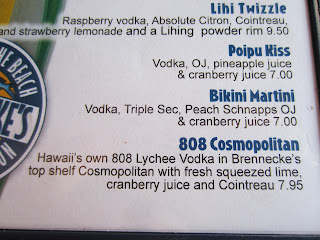 Lihi Twizzle
Raspberry vodka, Absolute Citron, Cointreau,
and strawberry lemonade and a Lihing powder rim 9.50
Poipu Kiss
Vodka, OJ, pineapple juice
& cranberry juice 7.00
Bikini Martini
Vodka, Triple Sec, Peach Schnapps OJ
& cranberry juice 7.00
808 Cosmopolitan
Hawaii's own 808 Lychee Vodka in Brennecke's
top shelf Cosmopolitan with fresh squeezed lime,
cranberry juice and Cointreau 7.95
THE BEACH
KE'S